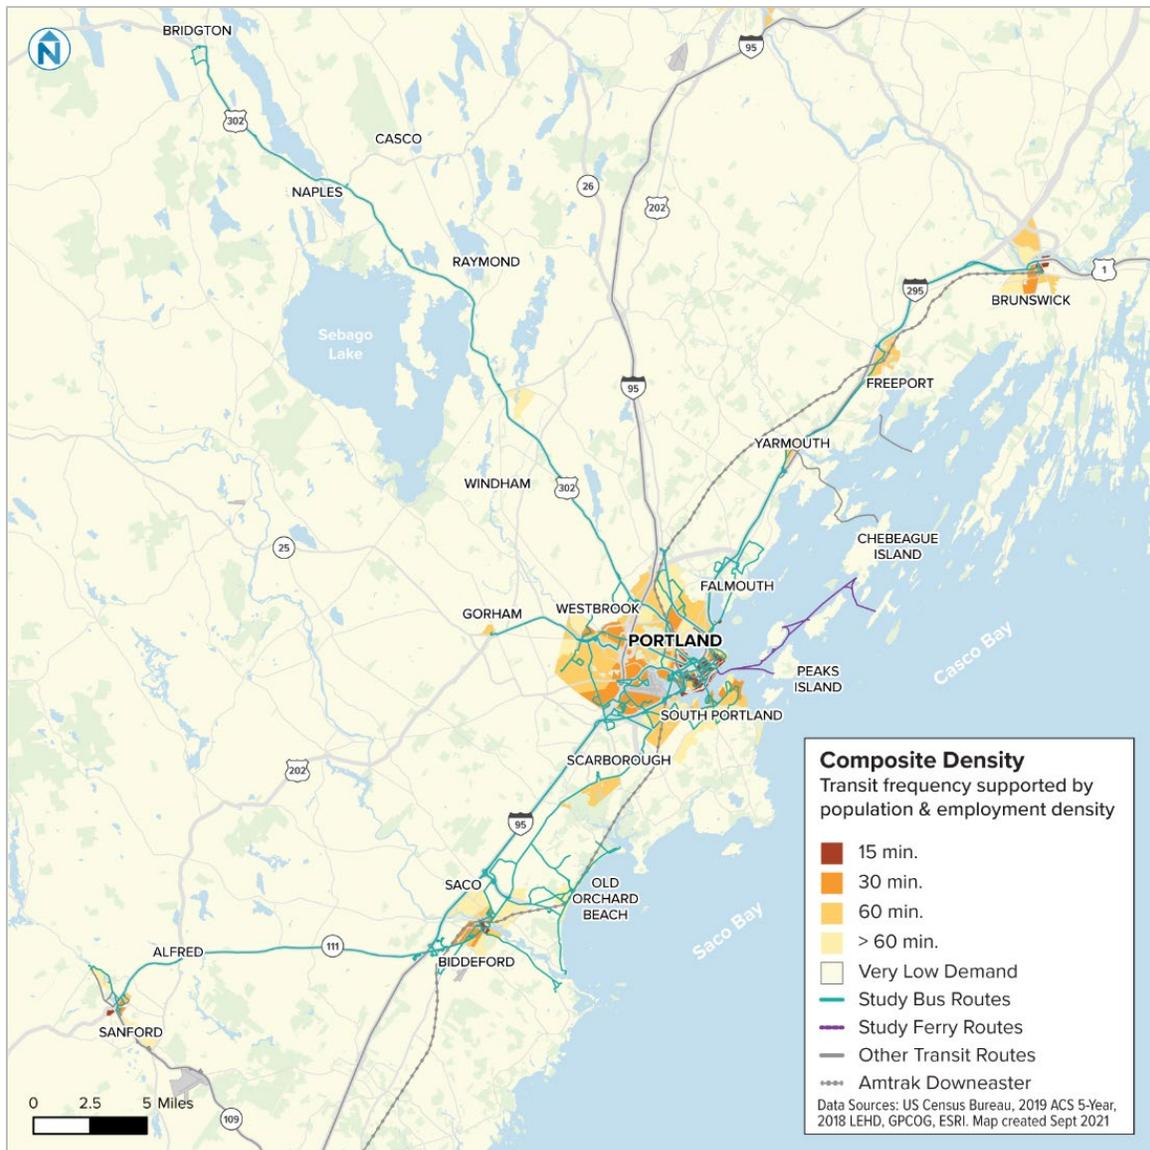 BRIDGTON
N
95
302
CASCO
26
NAPLES
202
RAYMOND
295
1
BRUNSWICK
Sebago
Lake
95
FREEPORT
YARMOUTH
WINDHAM
302
25
CHEBEAGUE
ISLAND
FALMOUTH
GORHAM
WESTBROOK
PORTLAND
Casco Bay
PEAKS
ISLAND
SOUTH PORTLAND
202
SCARBOROUGH
95
SACO
OLD
ORCHARD
BEACH
Saco Bay
ALFRED
111
BIDDEFORD
SANFORD
109
0 2.5 5 Miles
Composite Density
Transit frequency supported by
population & employment density
15 min.
30 min.
60 min.
> 60 min.
Very Low Demand
Study Bus Routes
Study Ferry Routes
Other Transit Routes
Amtrak Downeaster
Data Sources: US Census Bureau, 2019 ACS 5-Year,
2018 LEHD, GPCOG, ESRI. Map created Sept 2021